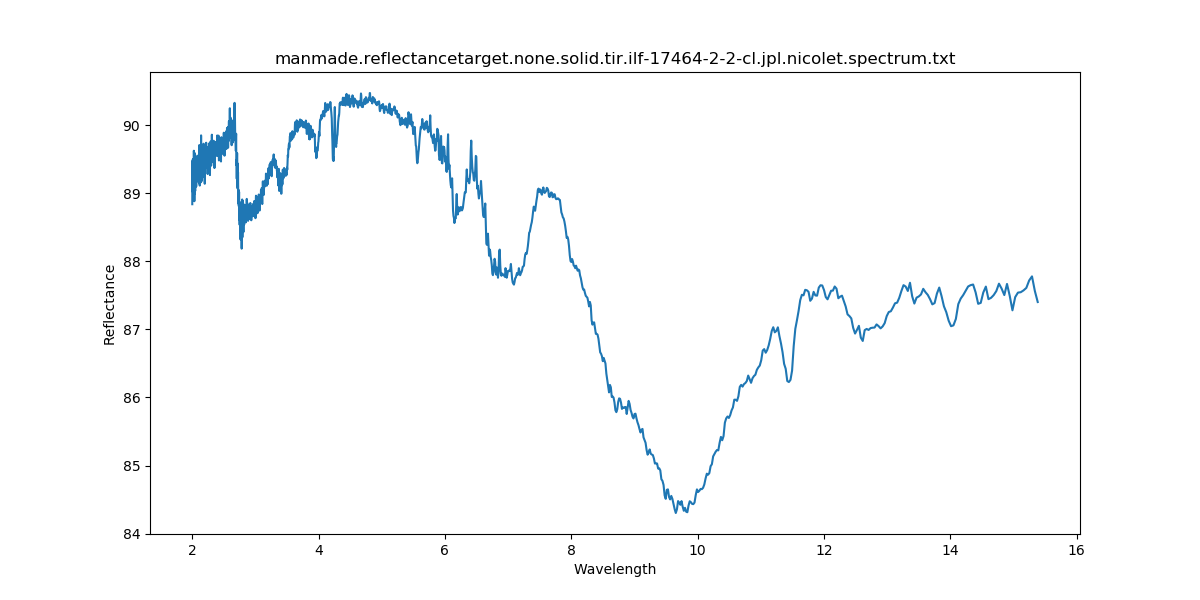 manmade.reflectancetarget.none.solid.tir.ilf-17464-2-2-cl.jpl.nicolet.spectrum.txt
90
89
88
87
86
85
84
Reflectance
2 4 6 8 10 12 14 16
Wavelength